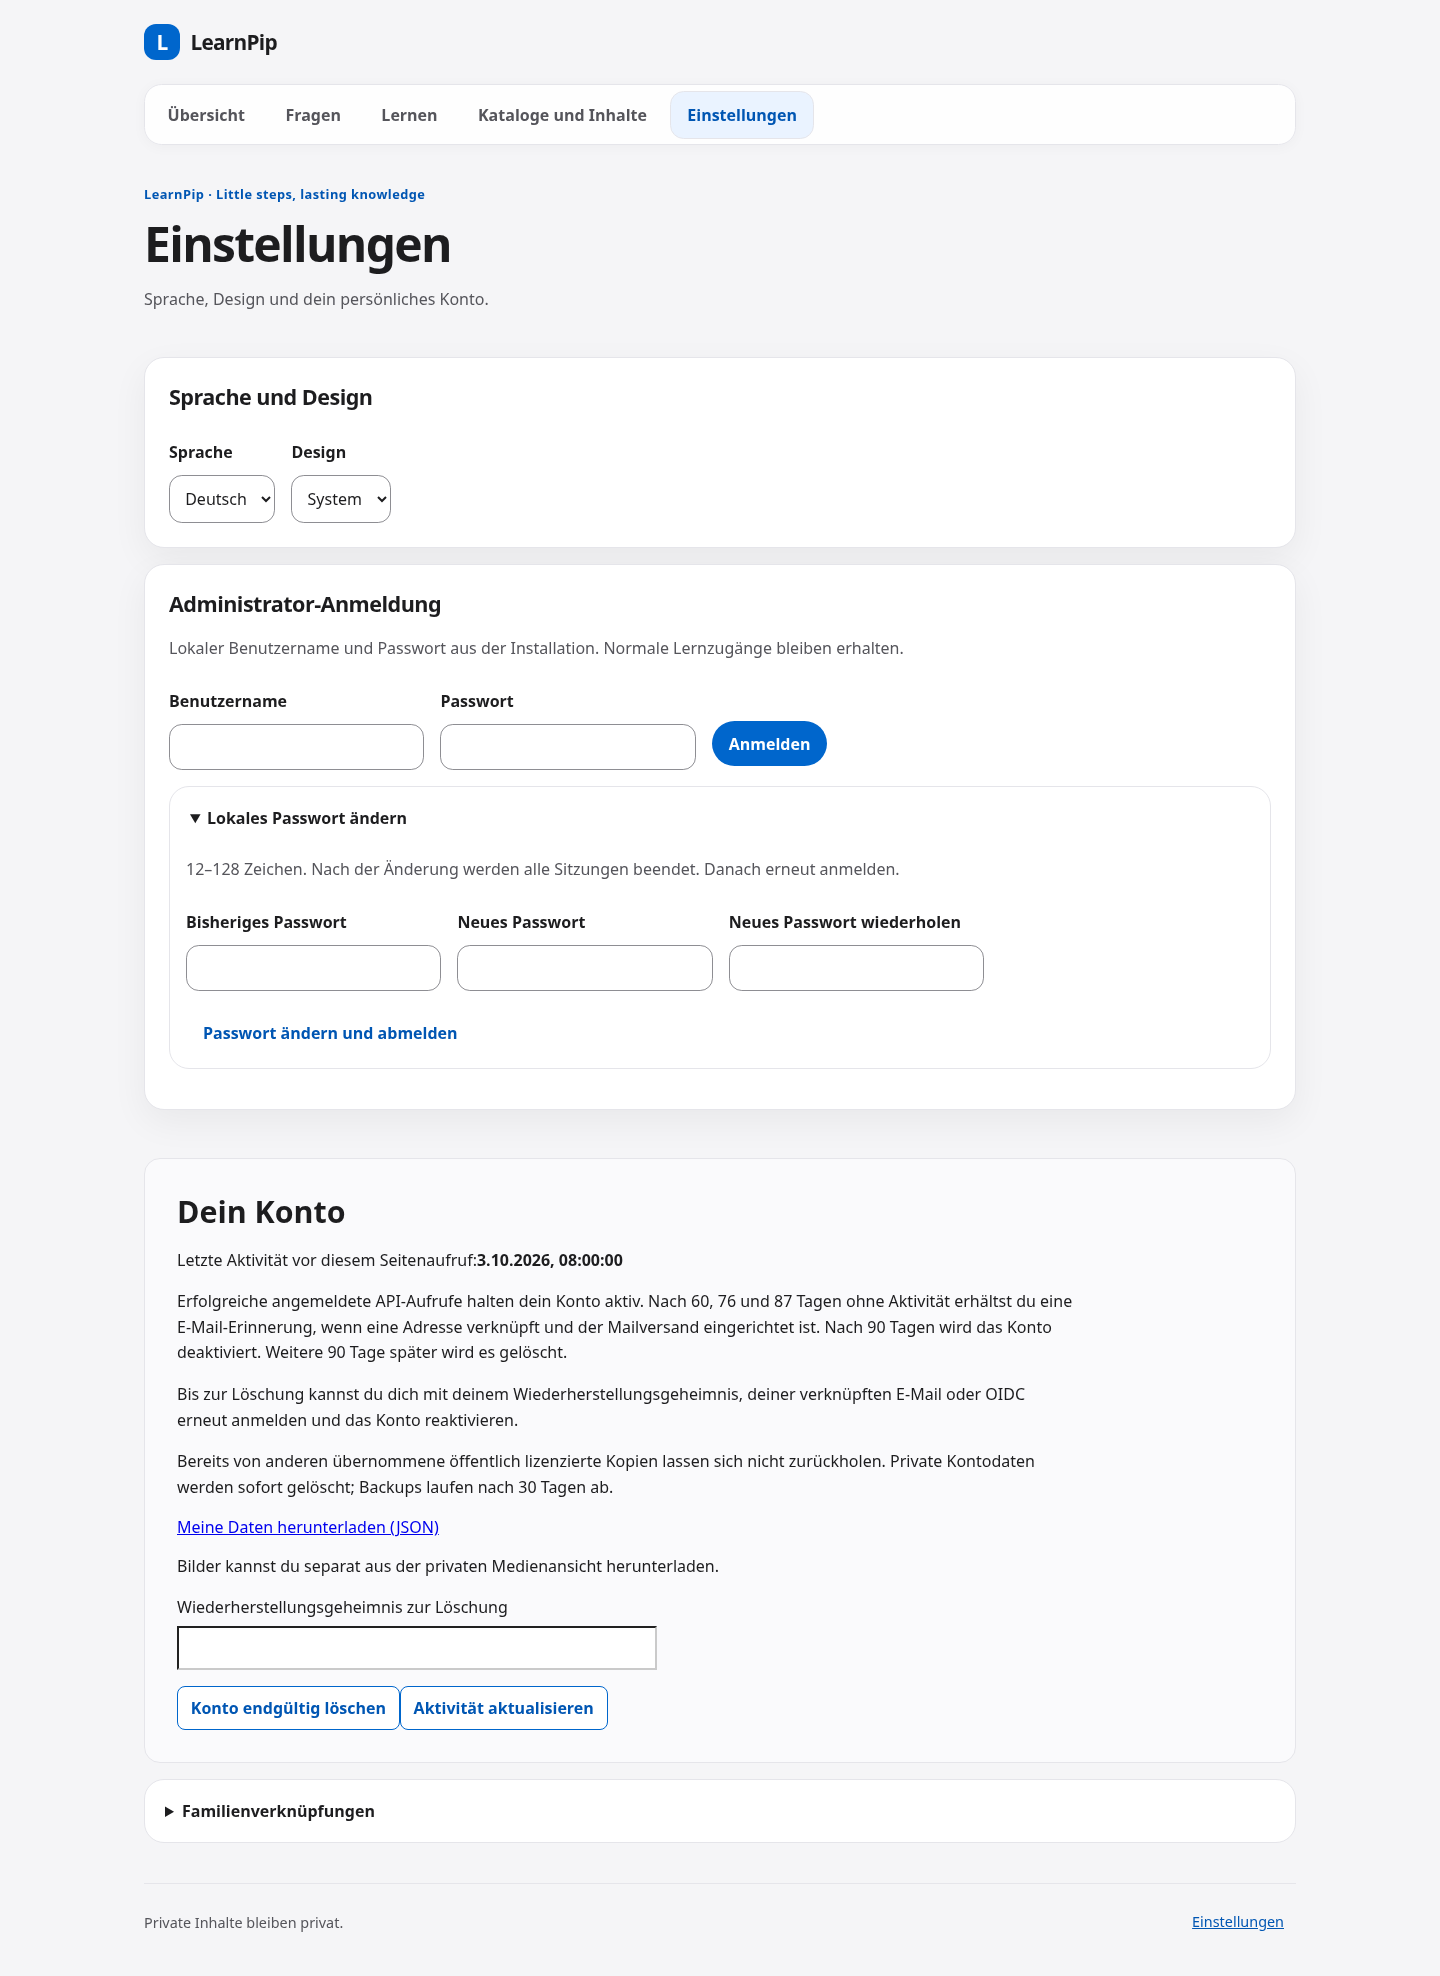 L LearnPip
Übersicht Fragen Lernen Kataloge und Inhalte Einstellungen
LearnPip · Little steps, lasting knowledge
Einstellungen
Sprache, Design und dein persönliches Konto.
Sprache und Design
Sprache Design
Deutsch System
Administrator-Anmeldung
Lokaler Benutzername und Passwort aus der Installation. Normale Lernzugänge bleiben erhalten.
Benutzername Passwort
Anmelden
Lokales Passwort ändern
12–128 Zeichen. Nach der Änderung werden alle Sitzungen beendet. Danach erneut anmelden.
Bisheriges Passwort Neues Passwort Neues Passwort wiederholen
Passwort ändern und abmelden
Dein Konto
Letzte Aktivität vor diesem Seitenaufruf:3.10.2026, 08:00:00
Erfolgreiche angemeldete API-Aufrufe halten dein Konto aktiv. Nach 60, 76 und 87 Tagen ohne Aktivität erhältst du eine
E-Mail-Erinnerung, wenn eine Adresse verknüpft und der Mailversand eingerichtet ist. Nach 90 Tagen wird das Konto
deaktiviert. Weitere 90 Tage später wird es gelöscht.
Bis zur Löschung kannst du dich mit deinem Wiederherstellungsgeheimnis, deiner verknüpften E-Mail oder OIDC
erneut anmelden und das Konto reaktivieren.
Bereits von anderen übernommene öffentlich lizenzierte Kopien lassen sich nicht zurückholen. Private Kontodaten
werden sofort gelöscht; Backups laufen nach 30 Tagen ab.
Meine Daten herunterladen (JSON)
Bilder kannst du separat aus der privaten Medienansicht herunterladen.
Wiederherstellungsgeheimnis zur Löschung
Konto endgültig löschen Aktivität aktualisieren
Familienverknüpfungen
Private Inhalte bleiben privat. Einstellungen